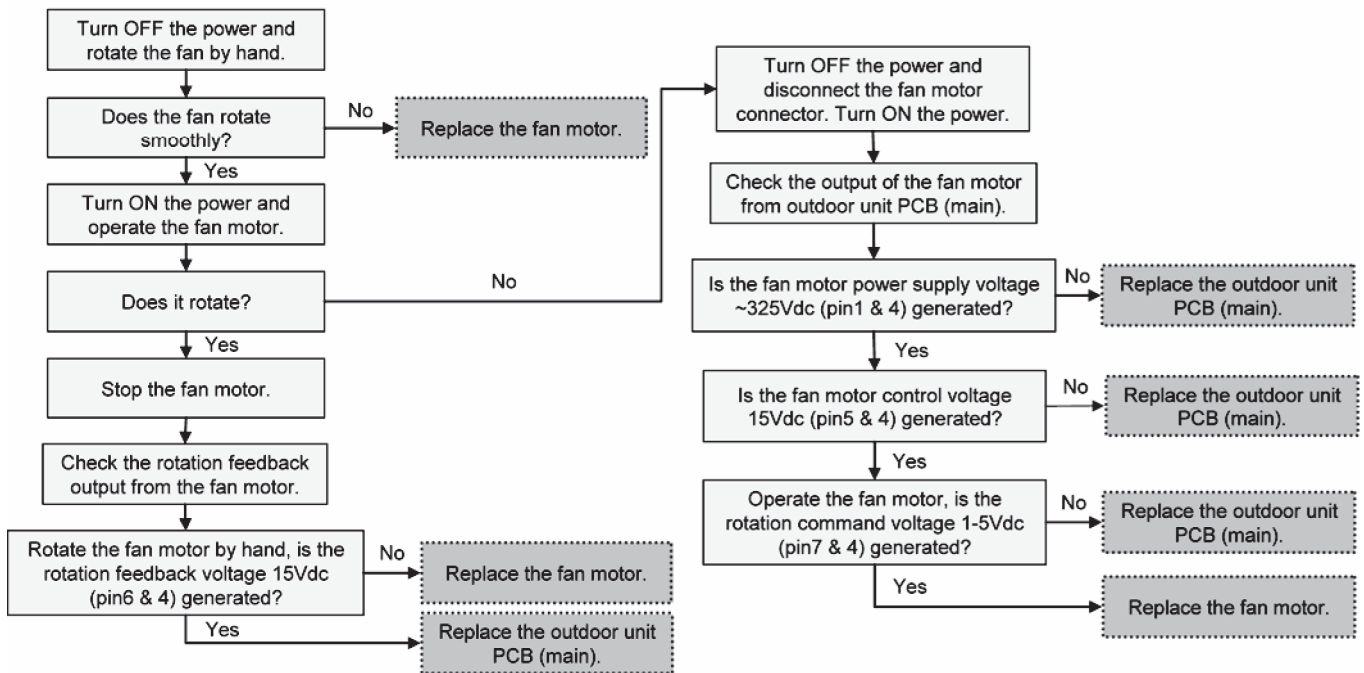 Turn OFF the power and
rotate the fan by hand.
Does the fan rotate
smoothly?
No
Replace the fan motor.
Yes
Turn ON the power and
operate the fan motor.
Does it rotate?
No
Yes
Stop the fan motor.
Check the rotation feedback
output from the fan motor.
Rotate the fan motor by hand, is the
rotation feedback voltage 15Vdc
(pin6 & 4) generated?
No
Replace the fan motor.
Yes
Replace the outdoor unit
PCB (main).
Turn OFF the power and
disconnect the fan motor
connector. Turn ON the power.
Check the output of the fan motor
from outdoor unit PCB (main).
Is the fan motor power supply voltage
~325Vdc (pin1 & 4) generated?
No
Replace the outdoor unit
PCB (main).
Yes
Is the fan motor control voltage
15Vdc (pin5 & 4) generated?
No
Replace the outdoor unit
PCB (main).
Yes
Operate the fan motor, is the
rotation command voltage 1-5Vdc
(pin7 & 4) generated?
No
Replace the outdoor unit
PCB (main).
Yes
Replace the fan motor.